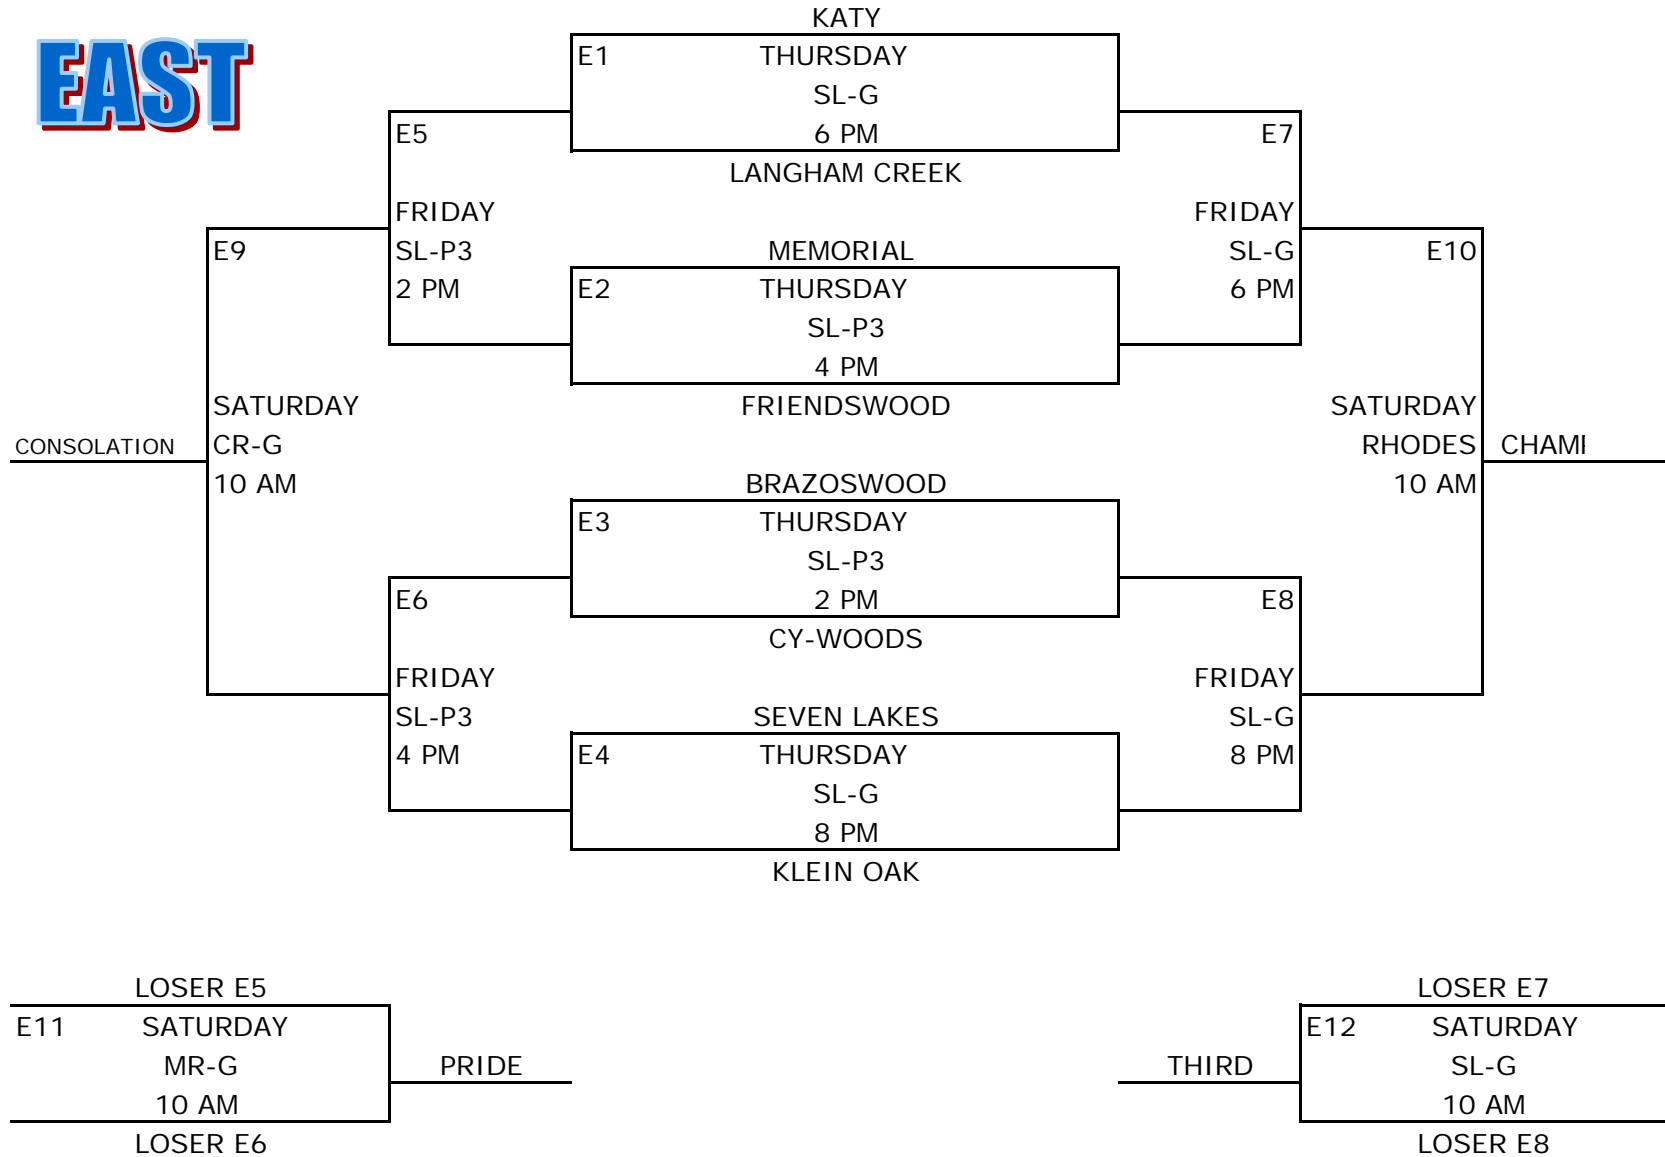 EAST
KATY
E1 THURSDAY
SL-G
6 PM
LANGHAM CREEK
E5
FRIDAY
SL-P3
2 PM
E7
FRIDAY
SL-G
6 PM
MEMORIAL
E2 THURSDAY
SL-P3
4 PM
FRIENDSWOOD
E9
SATURDAY
CR-G
10 AM
CONSOLATION
E10
SATURDAY
RHODES
10 AM
CHAMP
BRAZOSWOOD
E3 THURSDAY
SL-P3
2 PM
CY-WOODS
E6
FRIDAY
SL-P3
4 PM
E8
FRIDAY
SL-G
8 PM
SEVEN LAKES
E4 THURSDAY
SL-G
8 PM
KLEIN OAK
LOSER E5
E11 SATURDAY
MR-G
10 AM
LOSER E6
PRIDE
THIRD
LOSER E7
E12 SATURDAY
SL-G
10 AM
LOSER E8